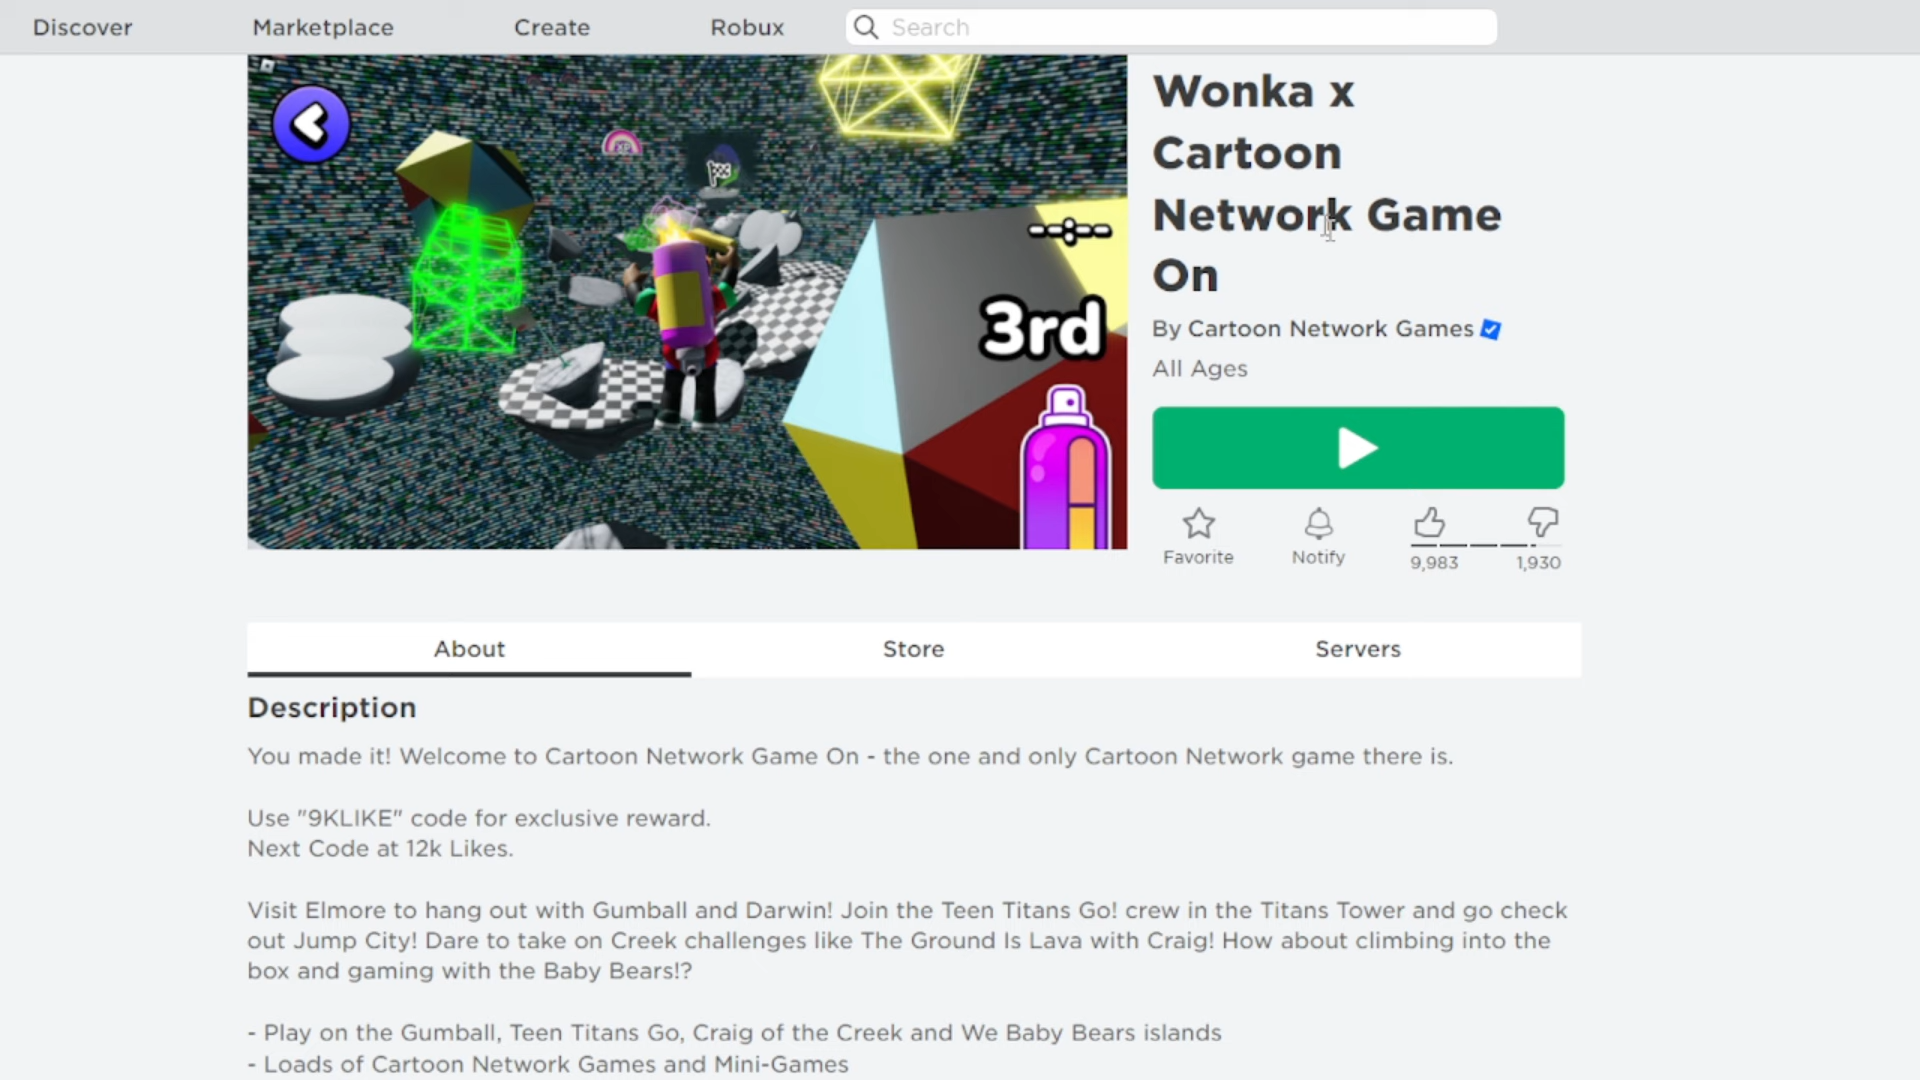 Discover
Marketplace
Create
Robux
Search
XP
3rd
Wonka x
Cartoon
Network Game
On
By Cartoon Network Games
All Ages
Favorite
Notify
9,983
1,930
About
Store
Servers
Description
You made it! Welcome to Cartoon Network Game On - the one and only Cartoon Network game there is.
Use "9KLIKE" code for exclusive reward.
Next Code at 12k Likes.
Visit Elmore to hang out with Gumball and Darwin! Join the Teen Titans Go! crew in the Titans Tower and go check
out Jump City! Dare to take on Creek challenges like The Ground Is Lava with Craig! How about climbing into the
box and gaming with the Baby Bears!?
- Play on the Gumball, Teen Titans Go, Craig of the Creek and We Baby Bears islands
- Loads of Cartoon Network Games and Mini-Games